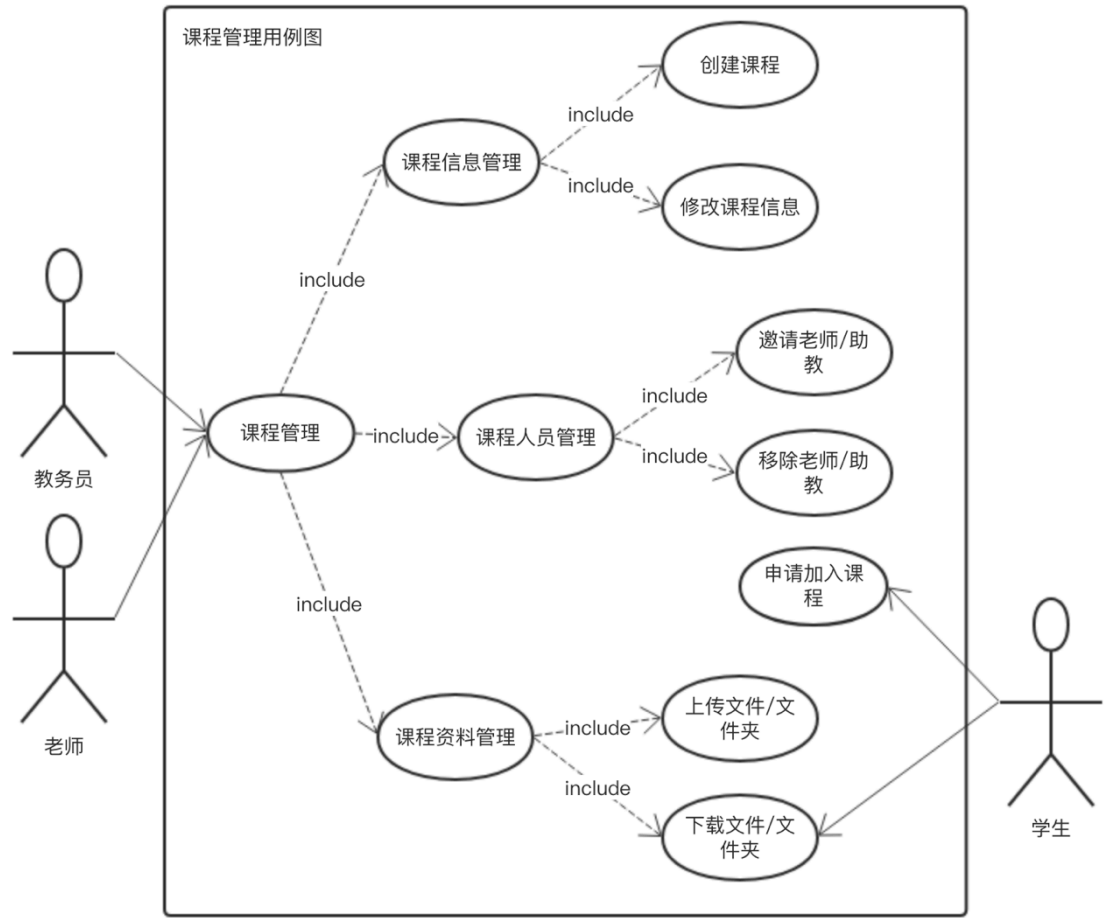 课程管理用例图
创建课程
include
课程信息管理
include
修改课程信息
include
邀请老师/助
教
include
课程管理
include
课程人员管理
include
移除老师/助
教
教务员
申请加入课
程
include
上传文件/文
件夹
include
课程资料管理
老师
include
下载文件/文
件夹
学生